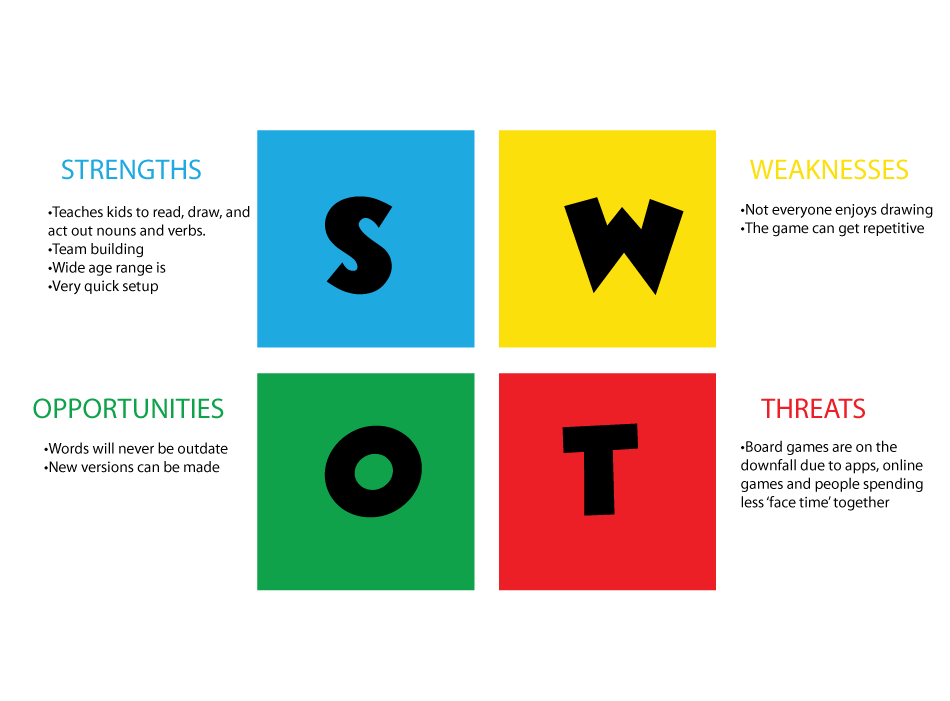 STRENGTHS
•Teaches kids to read, draw, and
act out nouns and verbs.
•Team building
•Wide age range is
•Very quick setup
S
W
WEAKNESSES
•Not everyone enjoys drawing
•The game can get repetitive
OPPORTUNITIES
•Words will never be outdate
•New versions can be made
O
T
THREATS
•Board games are on the
downfall due to apps, online
games and people spending
less ‘face time’ together